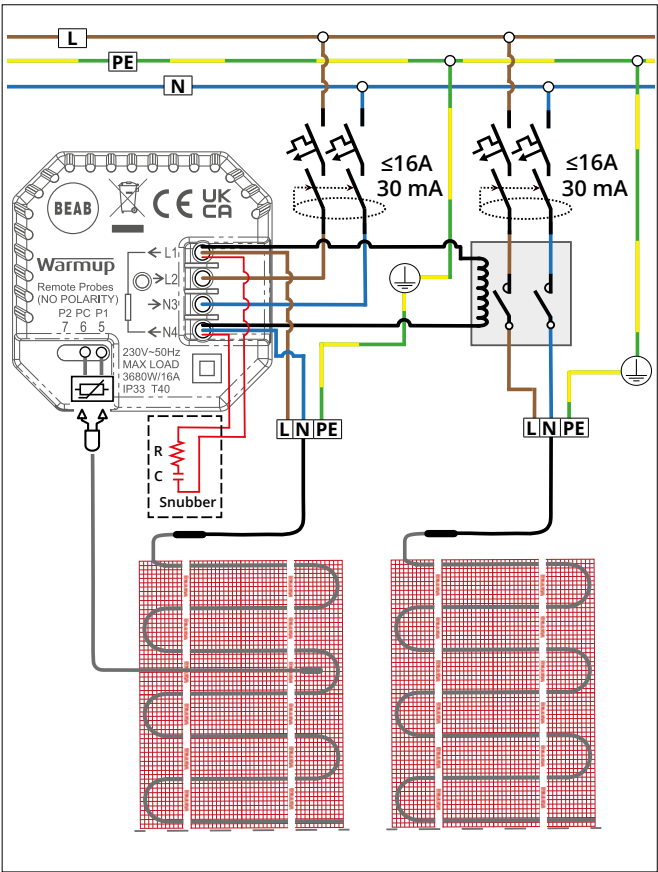 L
PE
N
≤16A
30 mA
≤16A
30 mA
BEAB
CE UK
CA
Warmup
Remote Probes
(NO POLARITY)
P2 PC P1
7 6 5
L1
L2
N3
N4
230V~50Hz
MAX LOAD
3680W/16A
IP33 T40
R
C
Snubber
L N PE
L N PE